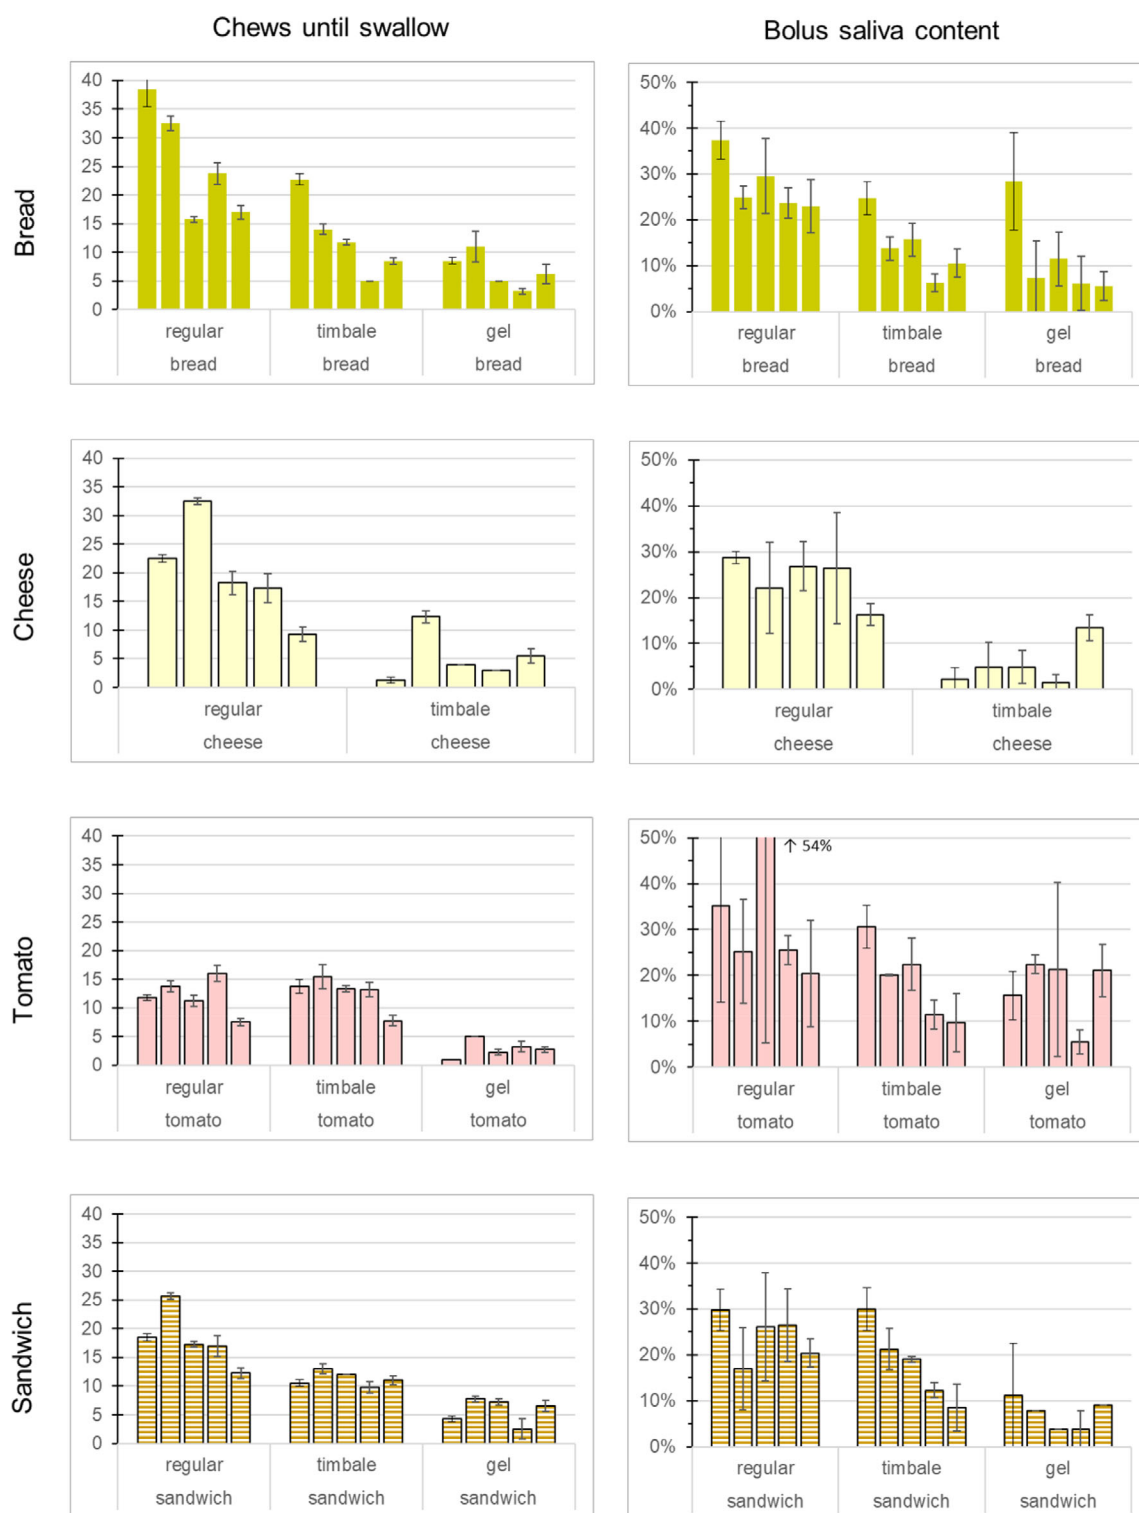 Chews until swallow
Bolus saliva content
Bread
40
35
30
25
20
15
10
5
0
regular timbale gel
bread bread bread
50%
40%
30%
20%
10%
0%
regular timbale gel
bread bread bread
Cheese
40
35
30
25
20
15
10
5
0
regular timbale
cheese cheese
50%
40%
30%
20%
10%
0%
regular timbale
cheese cheese
Tomato
40
35
30
25
20
15
10
5
0
regular timbale gel
tomato tomato tomato
50%
↑ 54%
40%
30%
20%
10%
0%
regular timbale gel
tomato tomato tomato
Sandwich
40
35
30
25
20
15
10
5
0
regular timbale gel
sandwich sandwich sandwich
50%
40%
30%
20%
10%
0%
regular timbale gel
sandwich sandwich sandwich